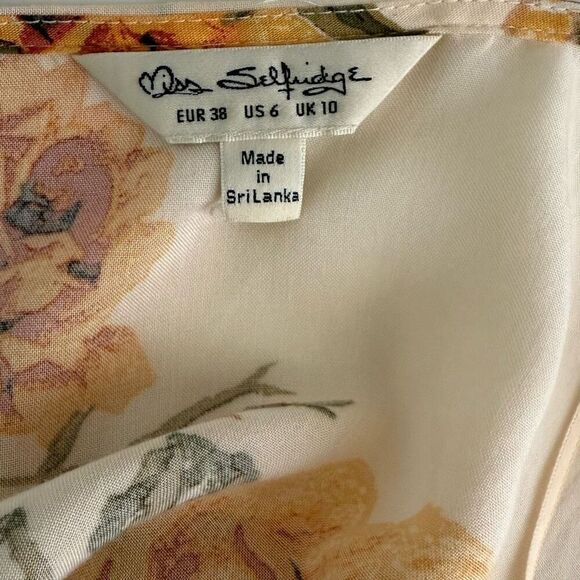 Miss Selfridge
EUR 38 US 6 UK 10
Made
in
SriLanka